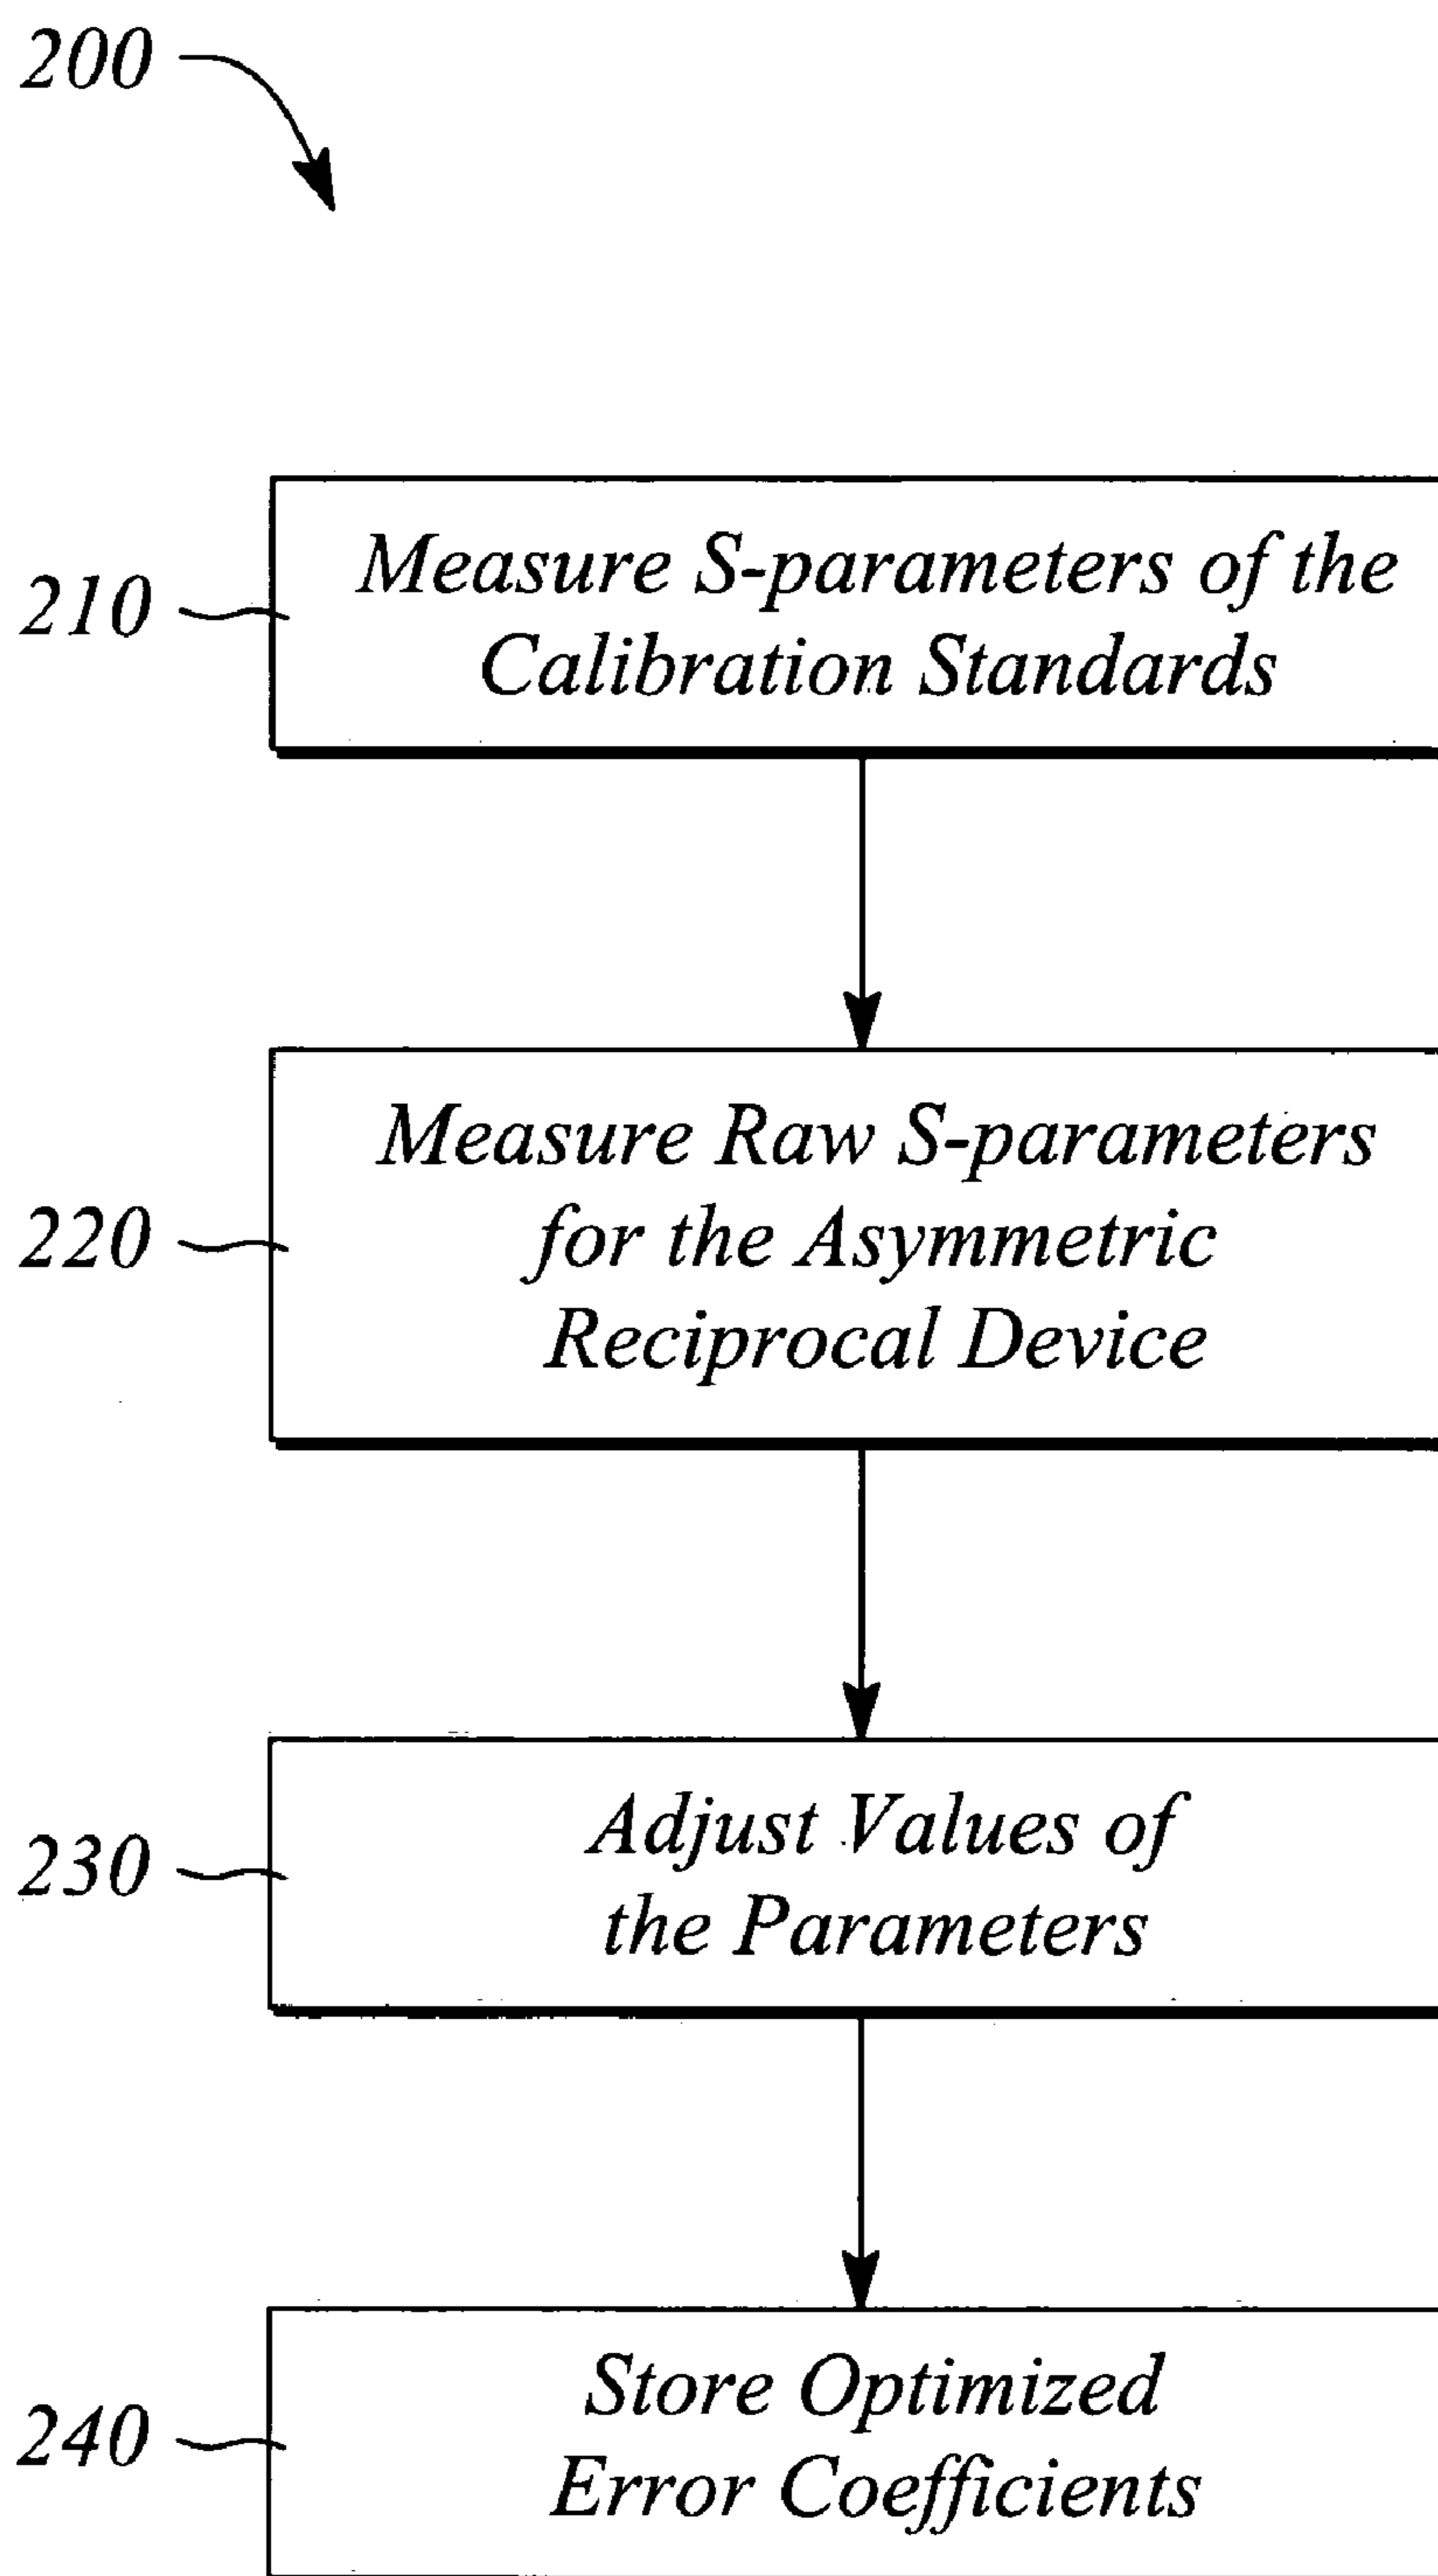 200
210
Measure S-parameters of the
Calibration Standards
220
Measure Raw S-parameters
for the Asymmetric
Reciprocal Device
230
Adjust Values of
the Parameters
240
Store Optimized
Error Coefficients